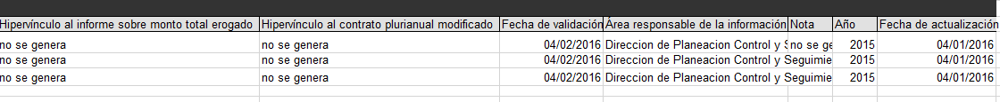 Hipervínculo al informe sobre monto total erogado Hipervínculo al contrato plurianual modificado Fecha de validación Área responsable de la información Nota Año Fecha de actualización
no se genera no se genera 04/02/2016 Direccion de Planeacion Control y no se ge 2015 04/01/2016
no se genera no se genera 04/02/2016 Direccion de Planeacion Control y Seguimie 2015 04/01/2016
no se genera no se genera 04/02/2016 Direccion de Planeacion Control y Seguimie 2015 04/01/2016